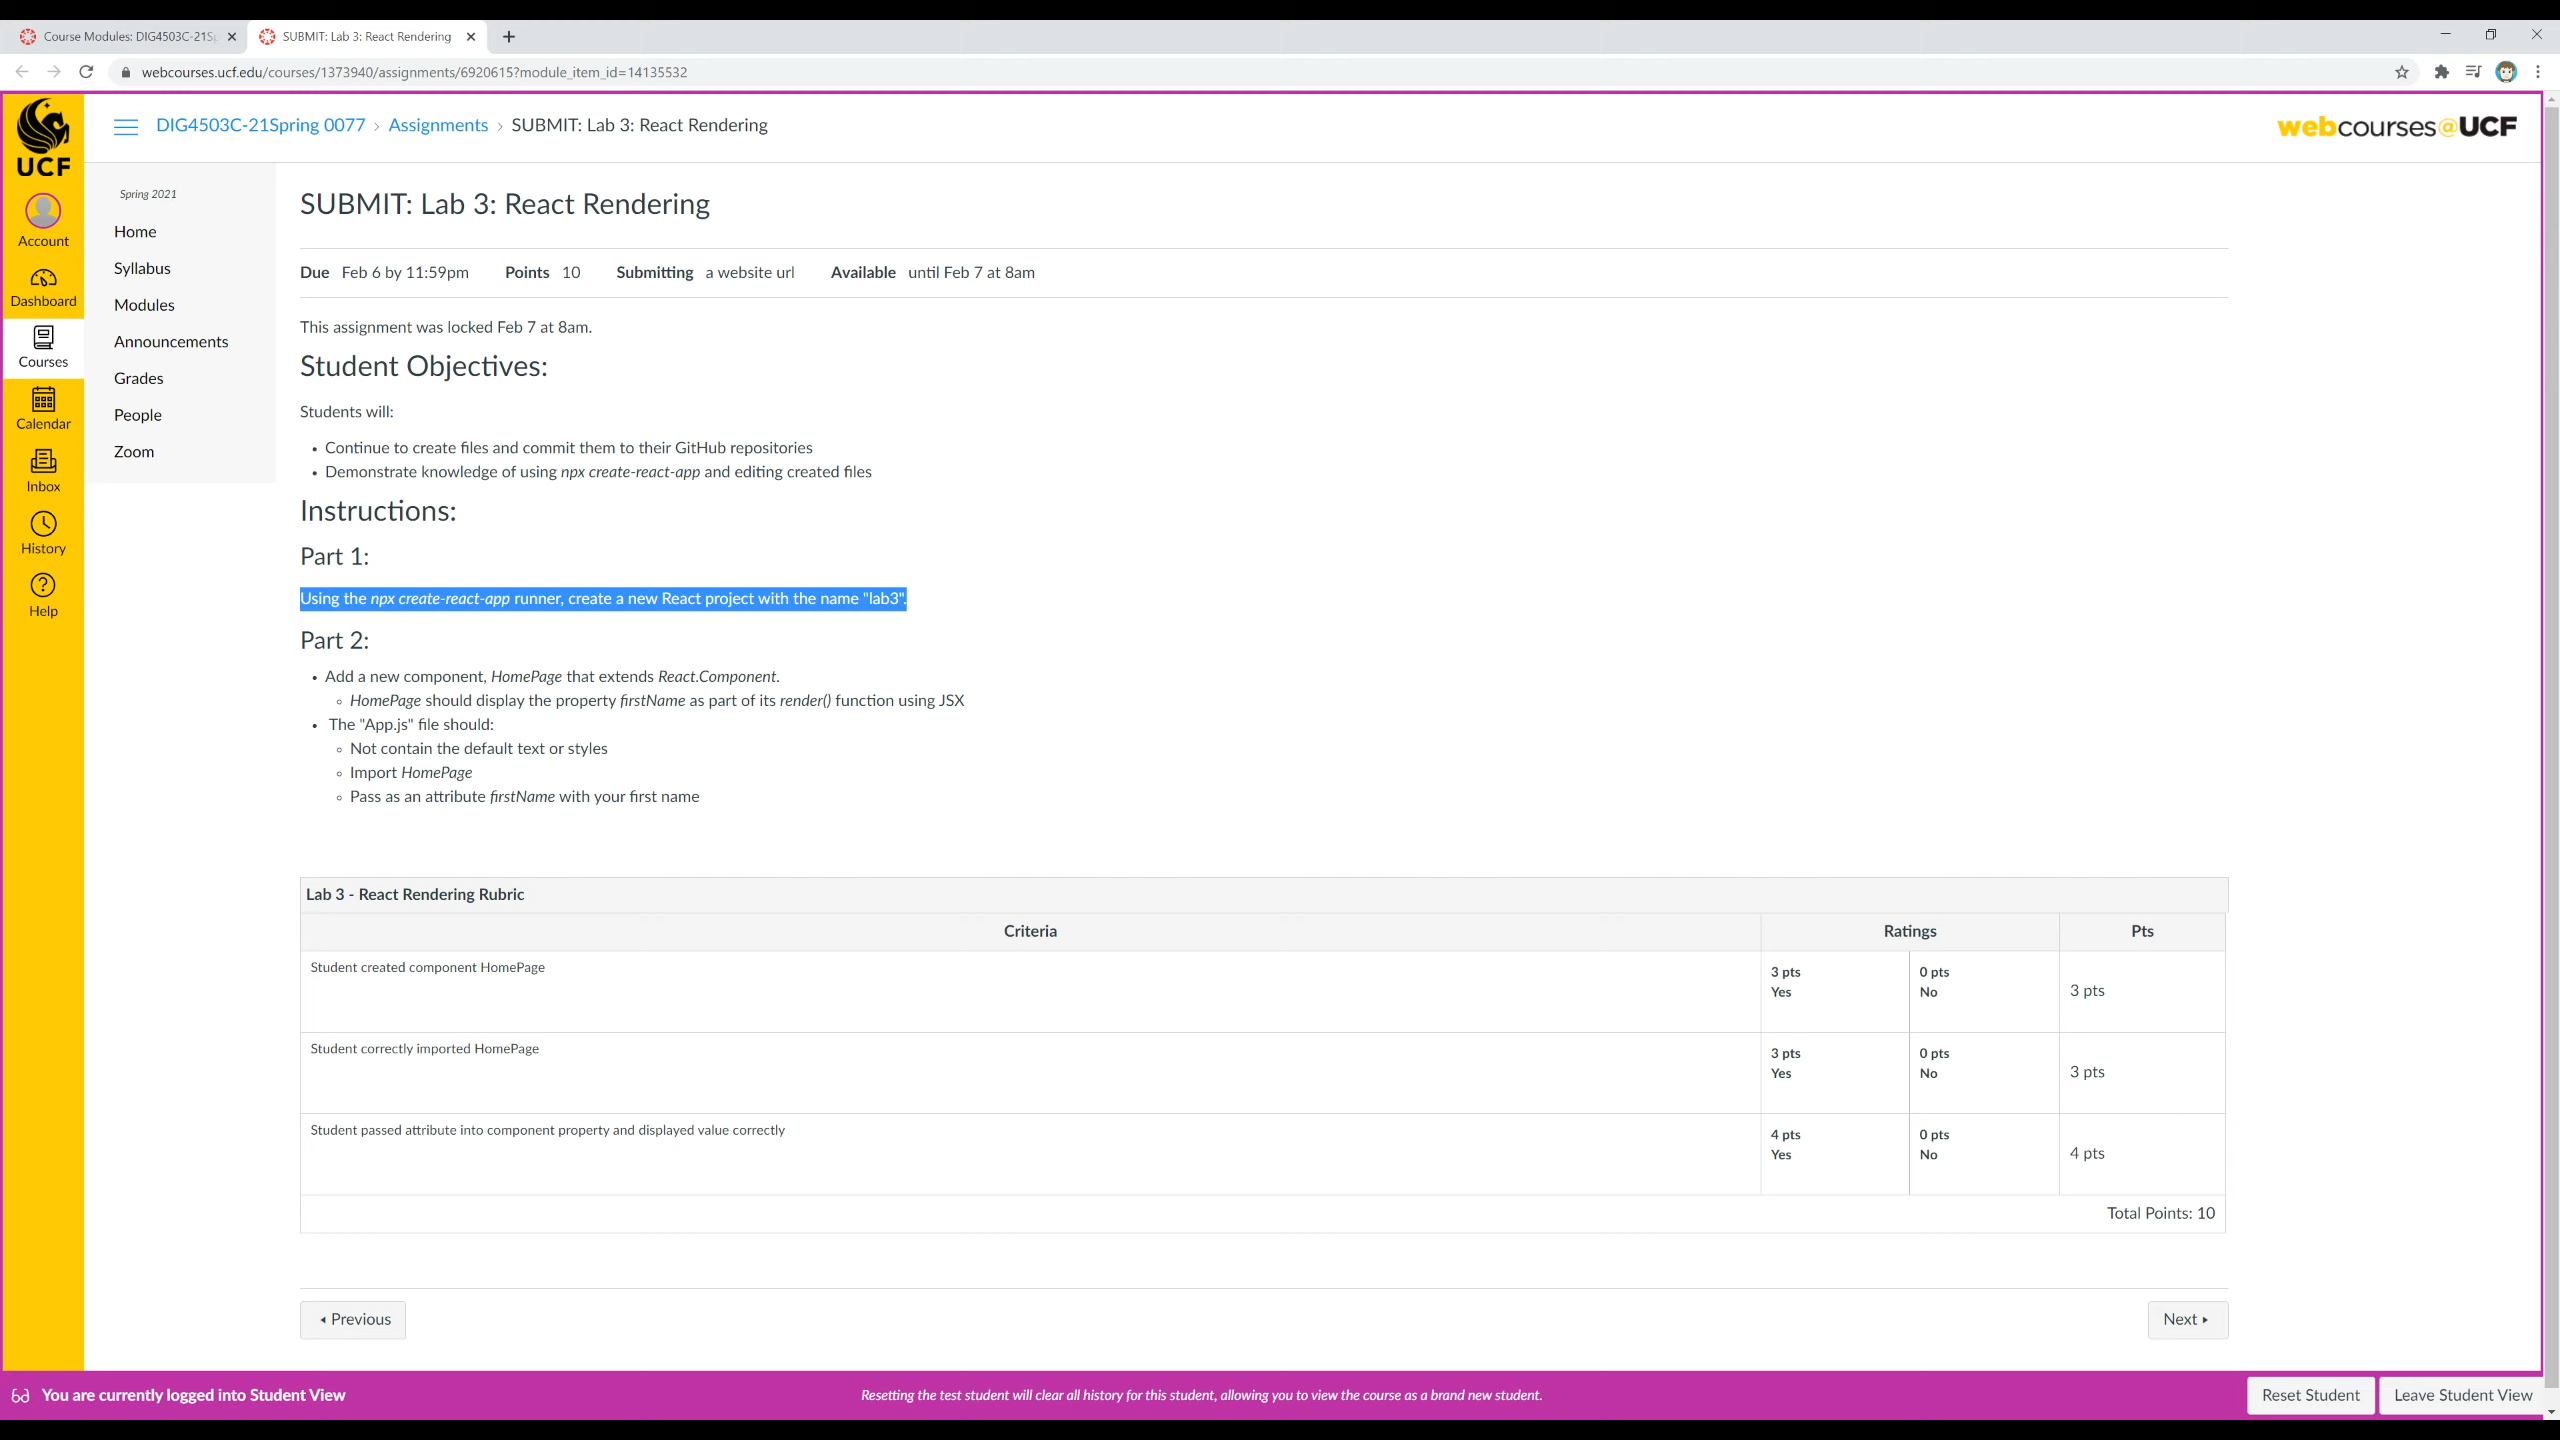 Course Modules: DIG4503C-21Sp
SUBMIT: Lab 3: React Rendering
webcourses.ucf.edu/courses/1373940/assignments/6920615?module_item_id=14135532
UCF
DIG4503C-21Spring 0077 › Assignments › SUBMIT: Lab 3: React Rendering
webcourses@UCF
Account
Dashboard
Courses
Calendar
Inbox
History
Help
Spring 2021
Home
Syllabus
Modules
Announcements
Grades
People
Zoom
SUBMIT: Lab 3: React Rendering
Due Feb 6 by 11:59pm Points 10 Submitting a website url Available until Feb 7 at 8am
This assignment was locked Feb 7 at 8am.
Student Objectives:
Students will:
• Continue to create files and commit them to their GitHub repositories
• Demonstrate knowledge of using npx create-react-app and editing created files
Instructions:
Part 1:
Using the npx create-react-app runner, create a new React project with the name "lab3".
Part 2:
• Add a new component, HomePage that extends React.Component.
◦ HomePage should display the property firstName as part of its render() function using JSX
• The "App.js" file should:
◦ Not contain the default text or styles
◦ Import HomePage
◦ Pass as an attribute firstName with your first name
Lab 3 - React Rendering Rubric
Criteria Ratings Pts
Student created component HomePage
3 pts 0 pts
Yes No
3 pts
Student correctly imported HomePage
3 pts 0 pts
Yes No
3 pts
Student passed attribute into component property and displayed value correctly
4 pts 0 pts
Yes No
4 pts
Total Points: 10
◂ Previous
Next ▸
You are currently logged into Student View
Resetting the test student will clear all history for this student, allowing you to view the course as a brand new student.
Reset Student
Leave Student View